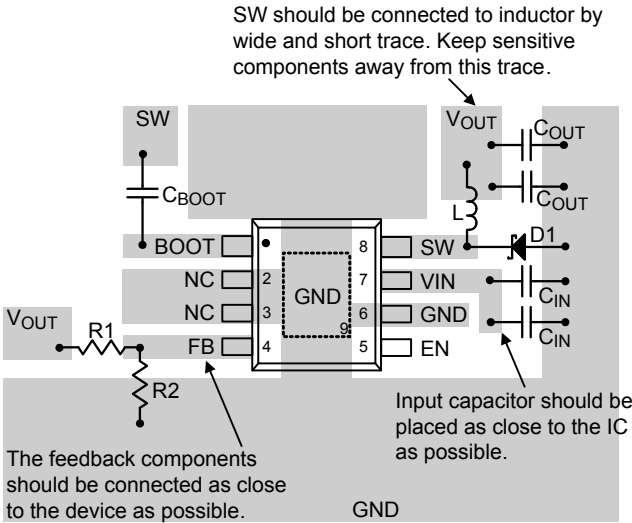 SW should be connected to inductor by
wide and short trace. Keep sensitive
components away from this trace.
SW
VOUT
COUT
CBOOT
COUT
L
D1
BOOT
8
SW
NC
2
7
VIN
GND
CIN
NC
3
6
GND
9
VOUT
R1
CIN
FB
4
5
EN
R2
Input capacitor should be
placed as close to the IC
as possible.
The feedback components
should be connected as close
to the device as possible.
GND